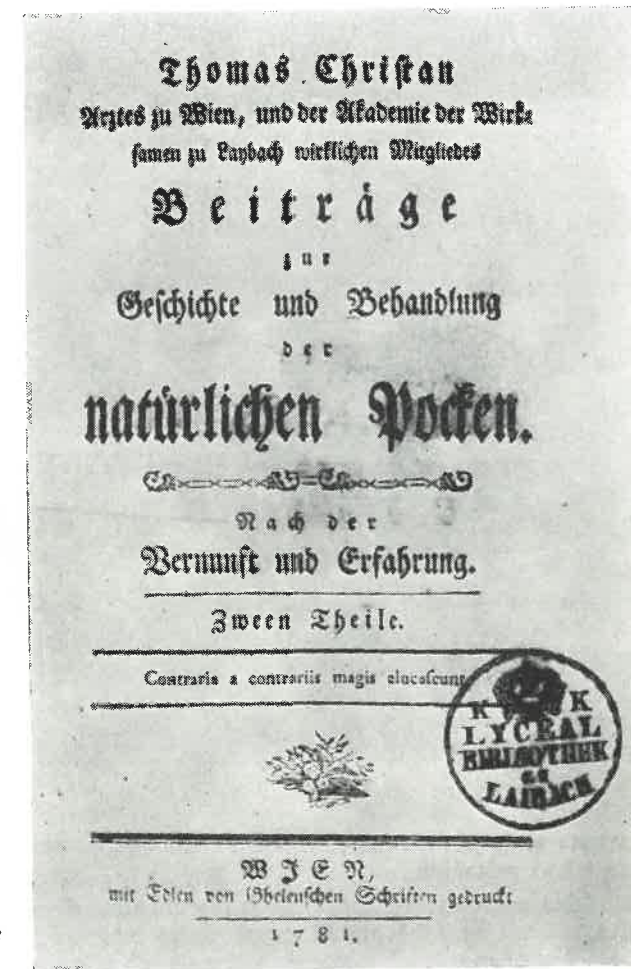 Thomas Christan
Arztes zu Wien, und der Akademie der Wirk=
samen zu Laybach wirklichen Mitgliedes
Beiträge
zur
Geschichte und Behandlung
der
natürlichen Pocken.
Nach der
Vernunft und Erfahrung.
Zween Theile.
Contraria a contrariis magis elucescunt
K K
LYCEAL
BIBLIOTHEK
ZU
LAIBACH
WIEN,
mit Edlen von Ghelenschen Schriften gedruckt
1781.